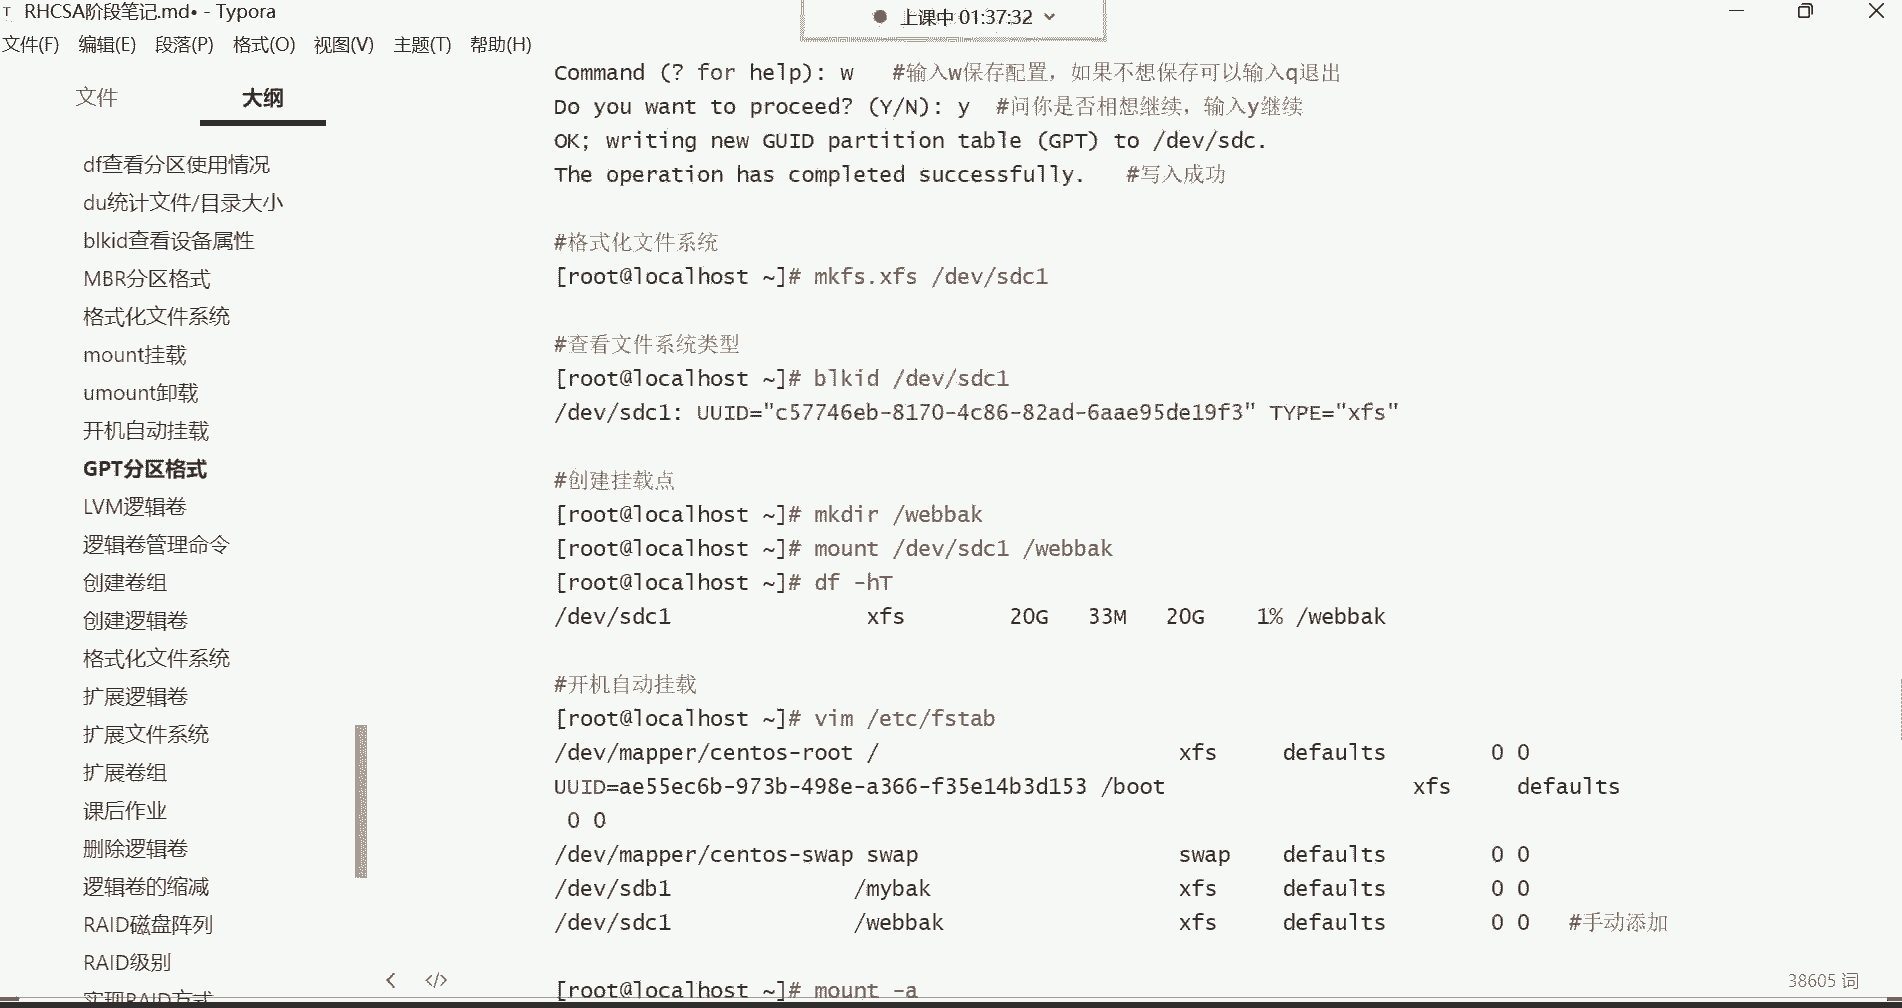 RHCSA阶段笔记.md• - Typora
上课中 01:37:32
文件(F) 编辑(E) 段落(P) 格式(O) 视图(V) 主题(T) 帮助(H)
文件 大纲
df查看分区使用情况
du统计文件/目录大小
blkid查看设备属性
MBR分区格式
格式化文件系统
mount挂载
umount卸载
开机自动挂载
GPT分区格式
LVM逻辑卷
逻辑卷管理命令
创建卷组
创建逻辑卷
格式化文件系统
扩展逻辑卷
扩展文件系统
扩展卷组
课后作业
删除逻辑卷
逻辑卷的缩减
RAID磁盘阵列
RAID级别
实现RAID方式
Command (? for help): w #输入w保存配置，如果不想保存可以输入q退出
Do you want to proceed? (Y/N): y #问你是否相想继续，输入y继续
OK; writing new GUID partition table (GPT) to /dev/sdc.
The operation has completed successfully. #写入成功
#格式化文件系统
[root@localhost ~]# mkfs.xfs /dev/sdc1
#查看文件系统类型
[root@localhost ~]# blkid /dev/sdc1
/dev/sdc1: UUID="c57746eb-8170-4c86-82ad-6aae95de19f3" TYPE="xfs"
#创建挂载点
[root@localhost ~]# mkdir /webbak
[root@localhost ~]# mount /dev/sdc1 /webbak
[root@localhost ~]# df -hT
/dev/sdc1 xfs 20G 33M 20G 1% /webbak
#开机自动挂载
[root@localhost ~]# vim /etc/fstab
/dev/mapper/centos-root / xfs defaults 0 0
UUID=ae55ec6b-973b-498e-a366-f35e14b3d153 /boot xfs defaults
0 0
/dev/mapper/centos-swap swap swap defaults 0 0
/dev/sdb1 /mybak xfs defaults 0 0
/dev/sdc1 /webbak xfs defaults 0 0 #手动添加
[root@localhost ~]# mount -a
38605 词